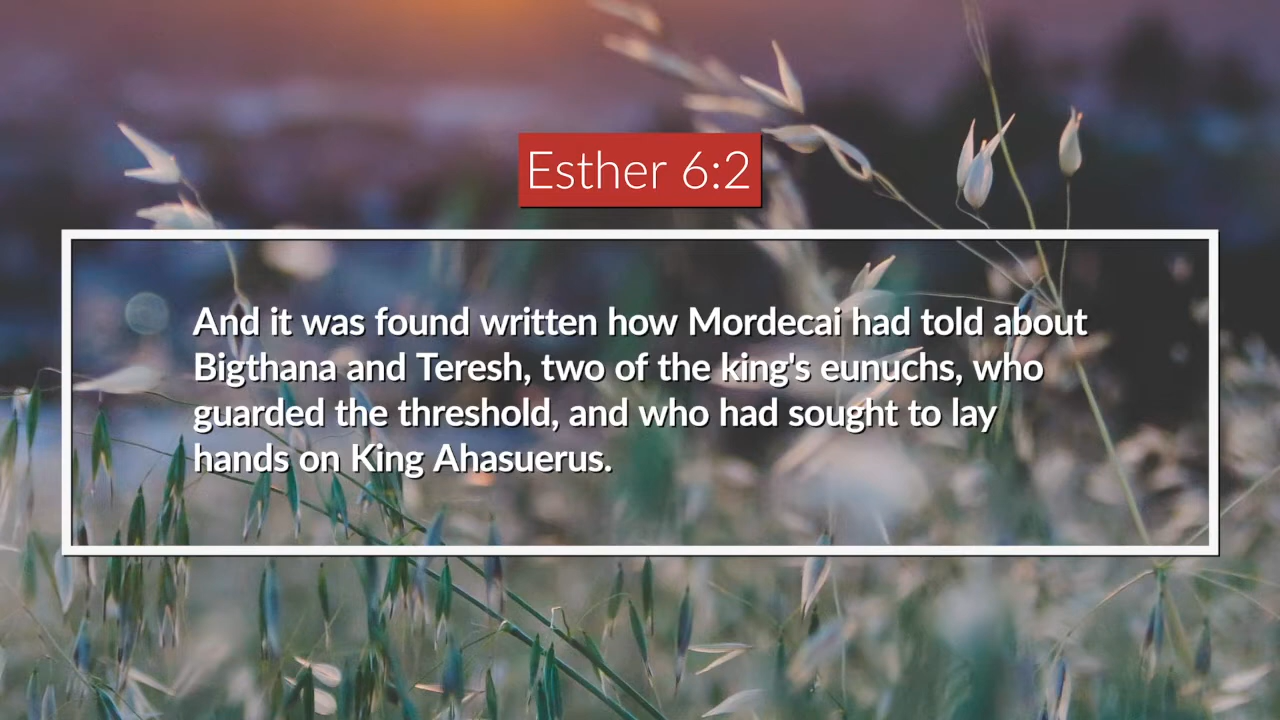 Esther 6:2
And it was found written how Mordecai had told about
Bigthana and Teresh, two of the king's eunuchs, who
guarded the threshold, and who had sought to lay
hands on King Ahasuerus.